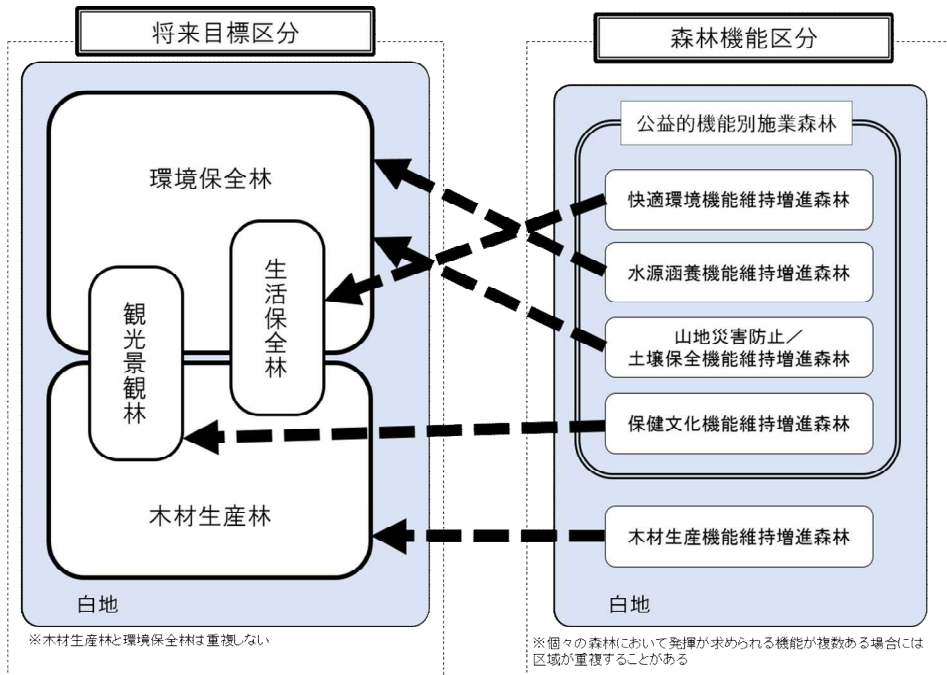 将来目標区分
環境保全林
生活保全林
観光景観林
木材生産林
白地
※木材生産林と環境保全林は重複しない
森林機能区分
公益的機能別施業森林
快適環境機能維持増進森林
水源涵養機能維持増進森林
山地災害防止／
土壌保全機能維持増進森林
保健文化機能維持増進森林
木材生産機能維持増進森林
白地
※個々の森林において発揮が求められる機能が複数ある場合には
区域が重複することがある